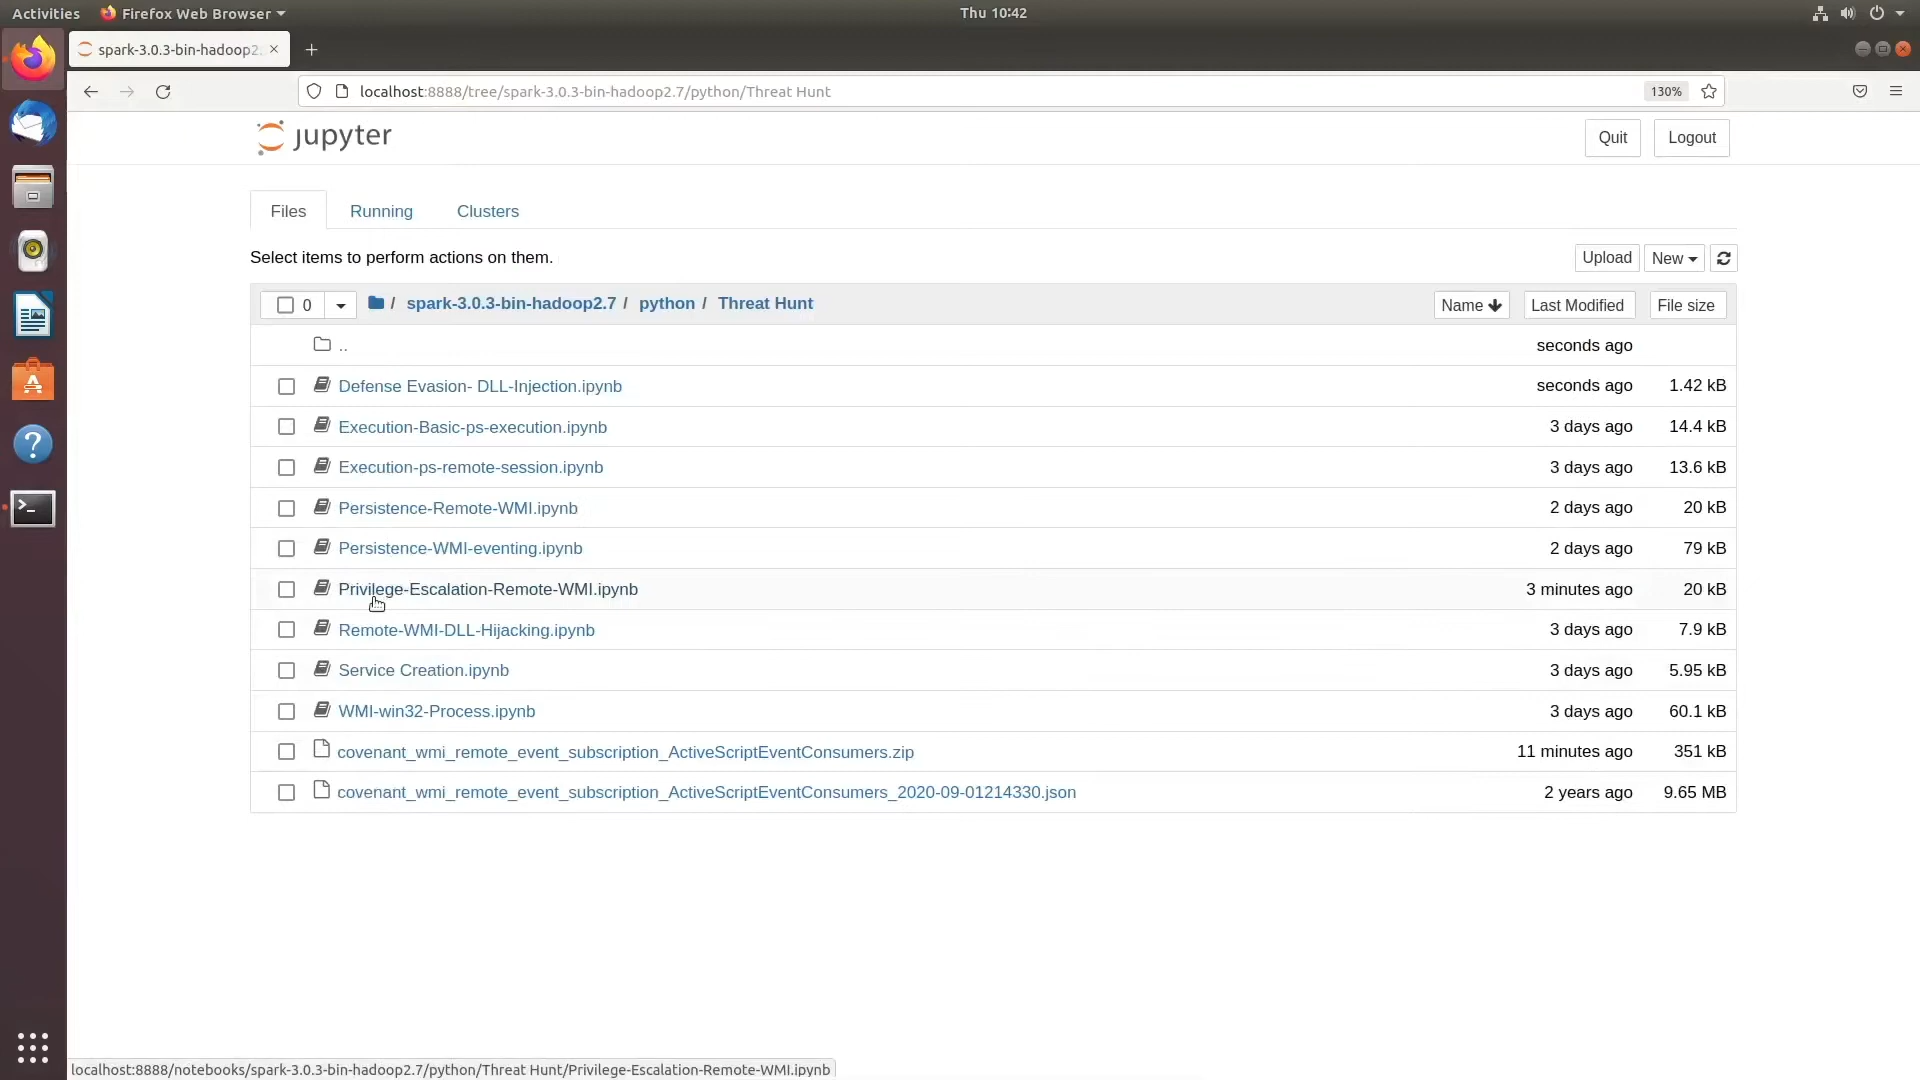 Activities Firefox Web Browser Thu 10:42
spark-3.0.3-bin-hadoop2.
localhost:8888/tree/spark-3.0.3-bin-hadoop2.7/python/Threat Hunt 130%
jupyter Quit Logout
Files Running Clusters
Select items to perform actions on them. Upload New
0 / spark-3.0.3-bin-hadoop2.7 / python / Threat Hunt Name Last Modified File size
.. seconds ago
Defense Evasion- DLL-Injection.ipynb seconds ago 1.42 kB
Execution-Basic-ps-execution.ipynb 3 days ago 14.4 kB
Execution-ps-remote-session.ipynb 3 days ago 13.6 kB
Persistence-Remote-WMI.ipynb 2 days ago 20 kB
Persistence-WMI-eventing.ipynb 2 days ago 79 kB
Privilege-Escalation-Remote-WMI.ipynb 3 minutes ago 20 kB
Remote-WMI-DLL-Hijacking.ipynb 3 days ago 7.9 kB
Service Creation.ipynb 3 days ago 5.95 kB
WMI-win32-Process.ipynb 3 days ago 60.1 kB
covenant_wmi_remote_event_subscription_ActiveScriptEventConsumers.zip 11 minutes ago 351 kB
covenant_wmi_remote_event_subscription_ActiveScriptEventConsumers_2020-09-01214330.json 2 years ago 9.65 MB
localhost:8888/notebooks/spark-3.0.3-bin-hadoop2.7/python/Threat Hunt/Privilege-Escalation-Remote-WMI.ipynb